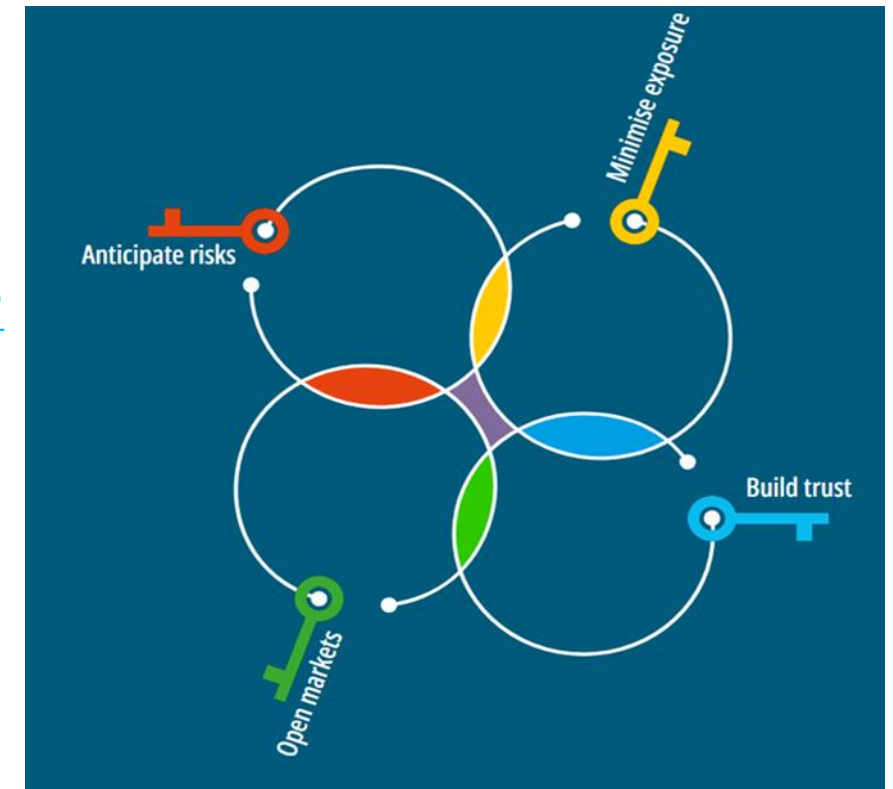 Minimise exposure
Anticipate risks
Build trust
Open markets